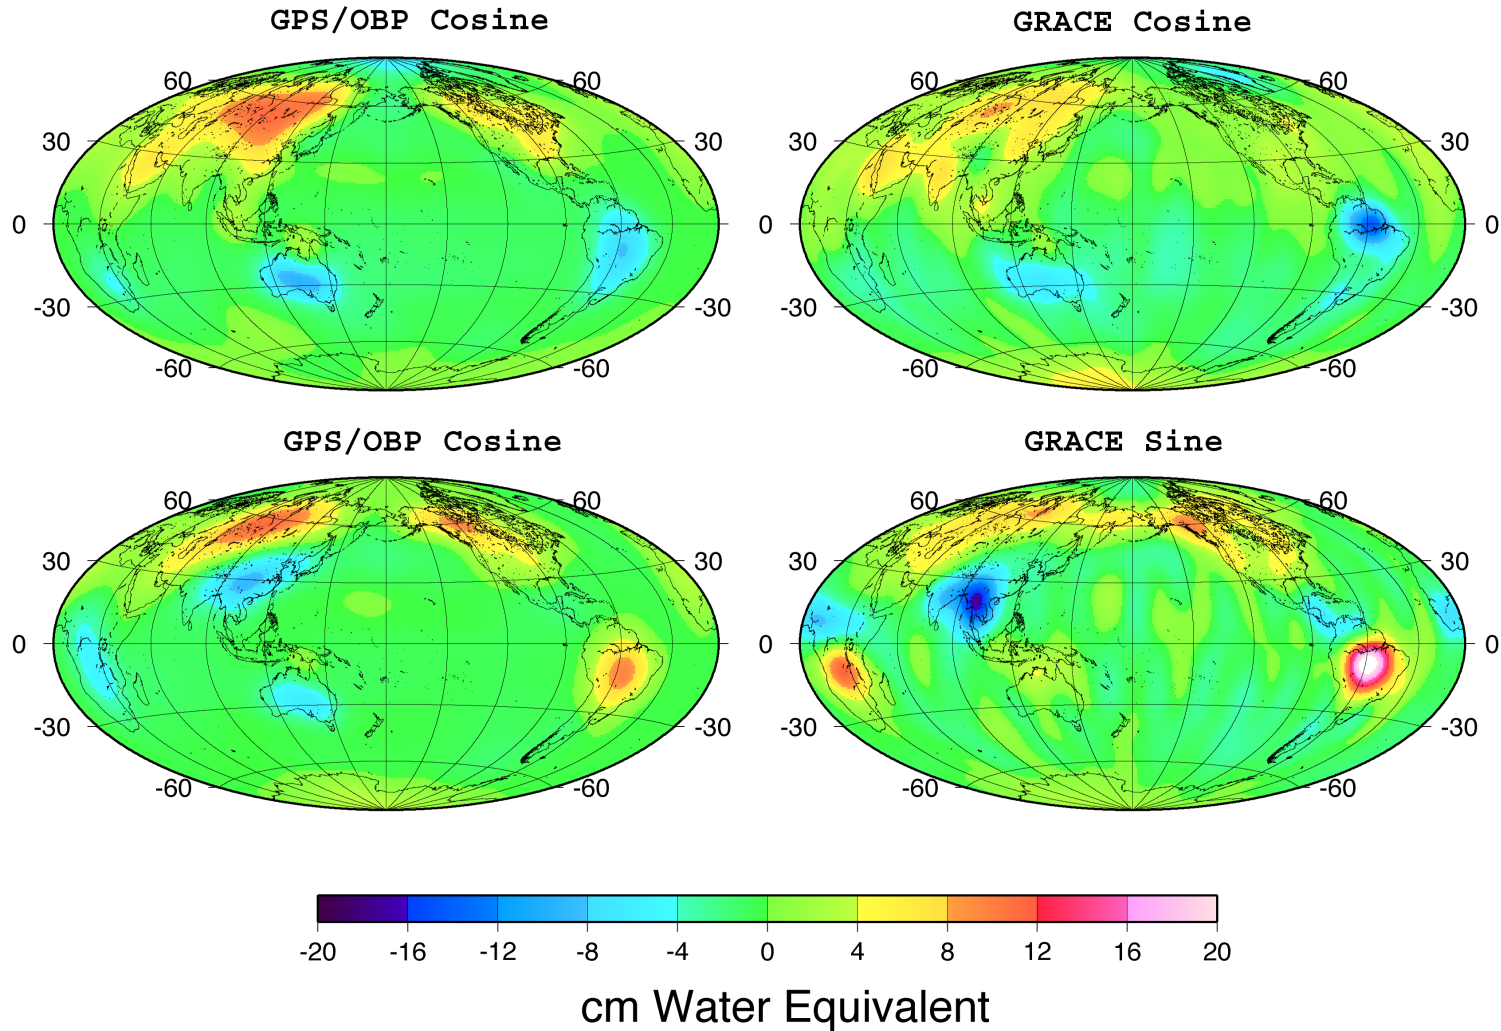 GPS/OBP Cosine
GRACE Cosine
60 60 60 60
30 30 30 30
0 0 0
-30 -30 -30 -30
-60 -60 -60 -60
GPS/OBP Cosine
GRACE Sine
60 60 60 60
30 30 30 30
0 0 0
-30 -30 -30 -30
-60 -60 -60 -60
-20 -16 -12 -8 -4 0 4 8 12 16 20
cm Water Equivalent